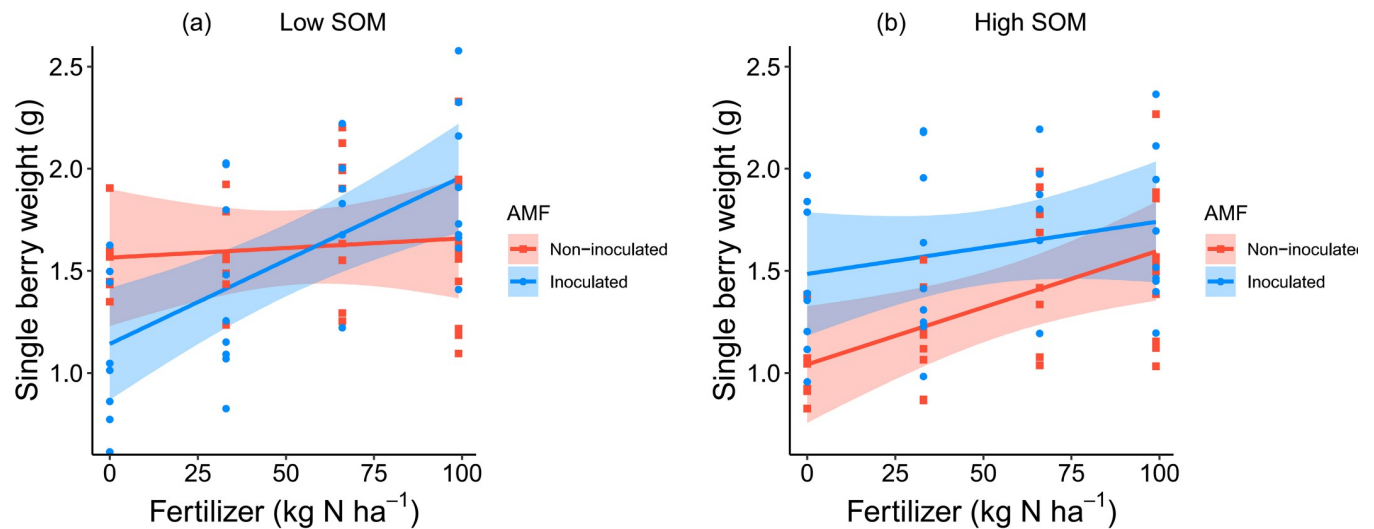 (a) Low SOM
Single berry weight (g)
2.5
2.0
1.5
1.0
0 25 50 75 100
Fertilizer (kg N ha⁻¹)
AMF
Non−inoculated
Inoculated
(b) High SOM
Single berry weight (g)
2.5
2.0
1.5
1.0
0 25 50 75 100
Fertilizer (kg N ha⁻¹)
AMF
Non−inoculate
Inoculated